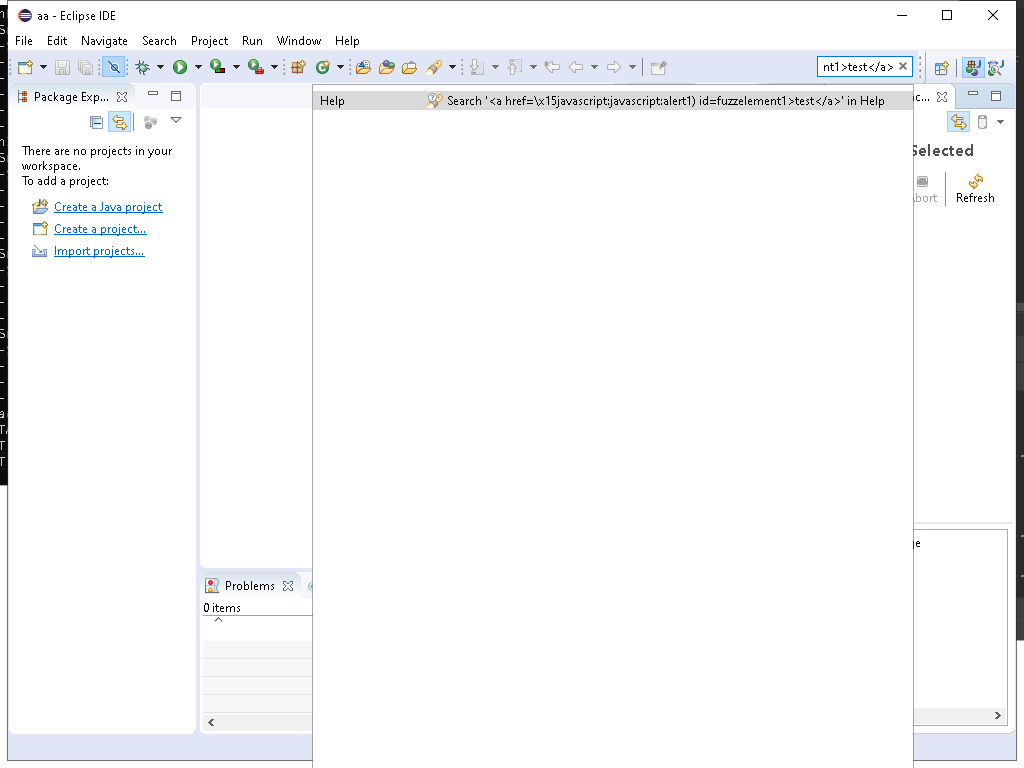 aa - Eclipse IDE
File Edit Navigate Search Project Run Window Help
nt1>test</a>
Package Exp...
Help Search '<a href=\x15javascript:javascript:alert1) id=fuzzelement1>test</a>' in Help
c...
There are no projects in your
workspace.
To add a project:
Selected
Create a Java project
Create a project...
Import projects...
bort Refresh
ge
Problems
0 items